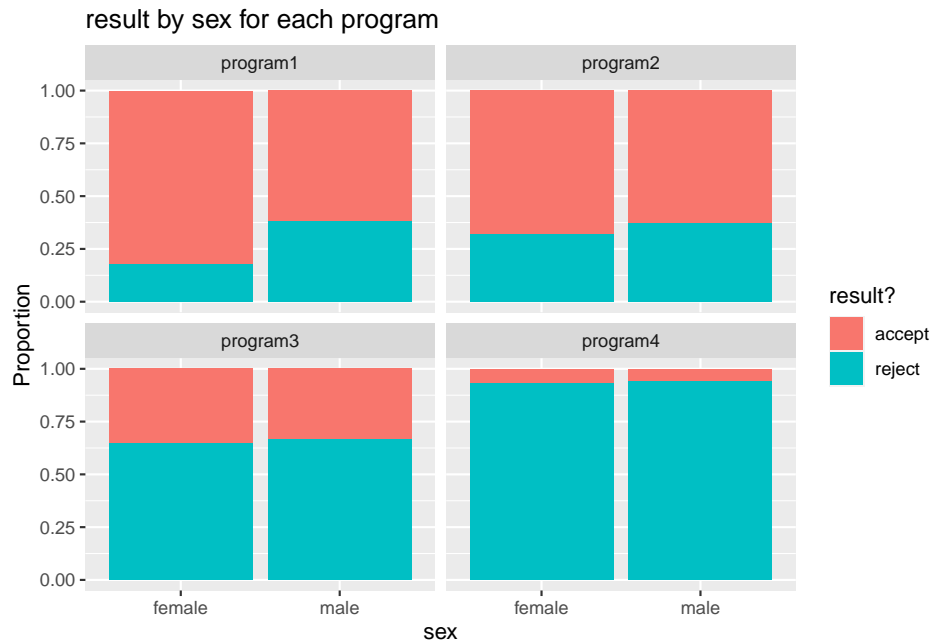 result by sex for each program
program1
program2
1.00
0.75
0.50
0.25
0.00
program3
program4
1.00
0.75
0.50
0.25
0.00
female
male
female
male
sex
Proportion
result?
accept
reject